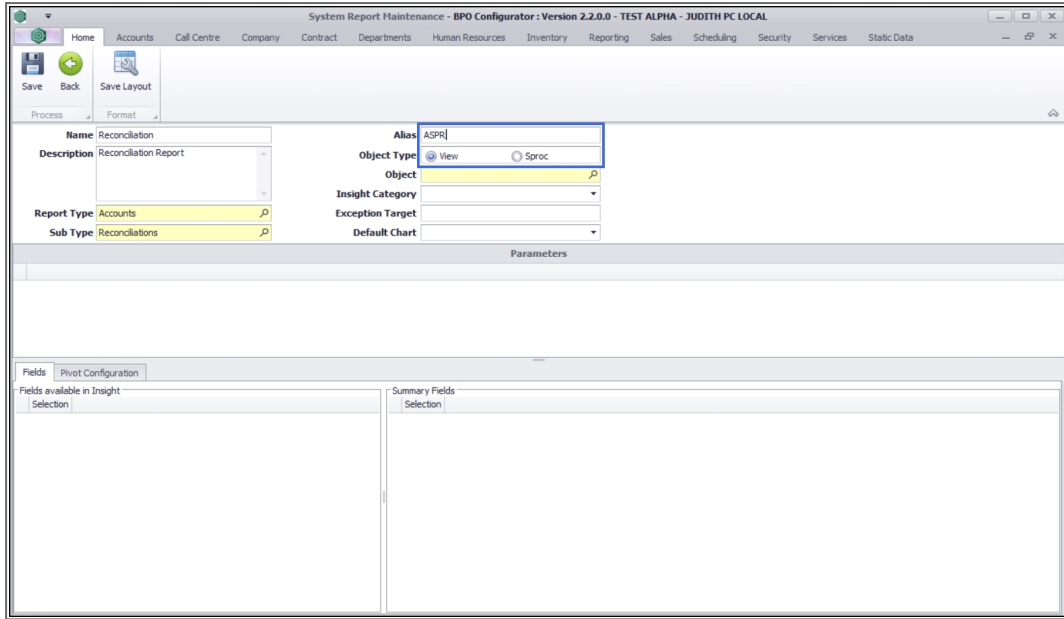 System Report Maintenance - BPO Configurator : Version 2.2.0.0 - TEST ALPHA - JUDITH PC LOCAL
Home Accounts Call Centre Company Contract Departments Human Resources Inventory Reporting Sales Scheduling Security Services Static Data
Save Back Save Layout
Process Format
Name Reconciliation Alias ASPR
Description Reconciliation Report Object Type View Sproc
Object
Insight Category
Report Type Accounts Exception Target
Sub Type Reconciliations Default Chart
Parameters
Fields Pivot Configuration
Fields available in Insight Summary Fields
Selection Selection